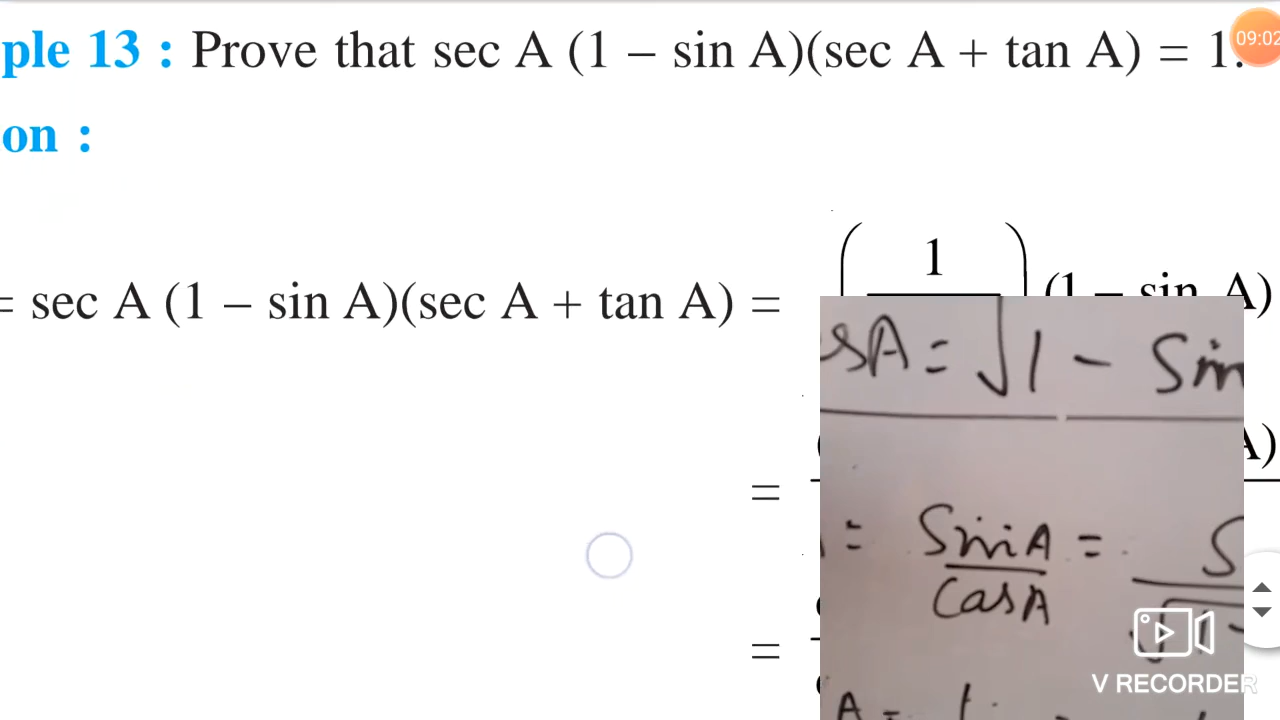 ple 13 : Prove that sec A (1 – sin A)(sec A + tan A) = 1.
09:02
on :
= sec A (1 – sin A)(sec A + tan A) = ( 1 ) (1 – sin A)
A = √1 – Sin
= A)
= SinA / CosA = S / √1 -
=
A =
V RECORDER